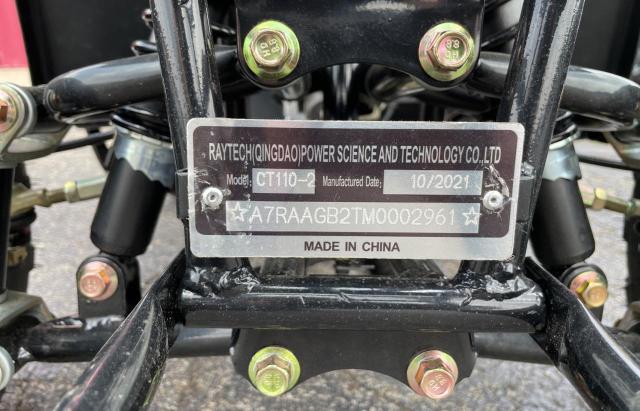 RAYTECH(QINGDAO)POWER SCIENCE AND TECHNOLOGY CO.,LTD
Model: CT110-2 Manufactured Date: 10/2021
☆A7RAAGB2TM0002961☆
MADE IN CHINA